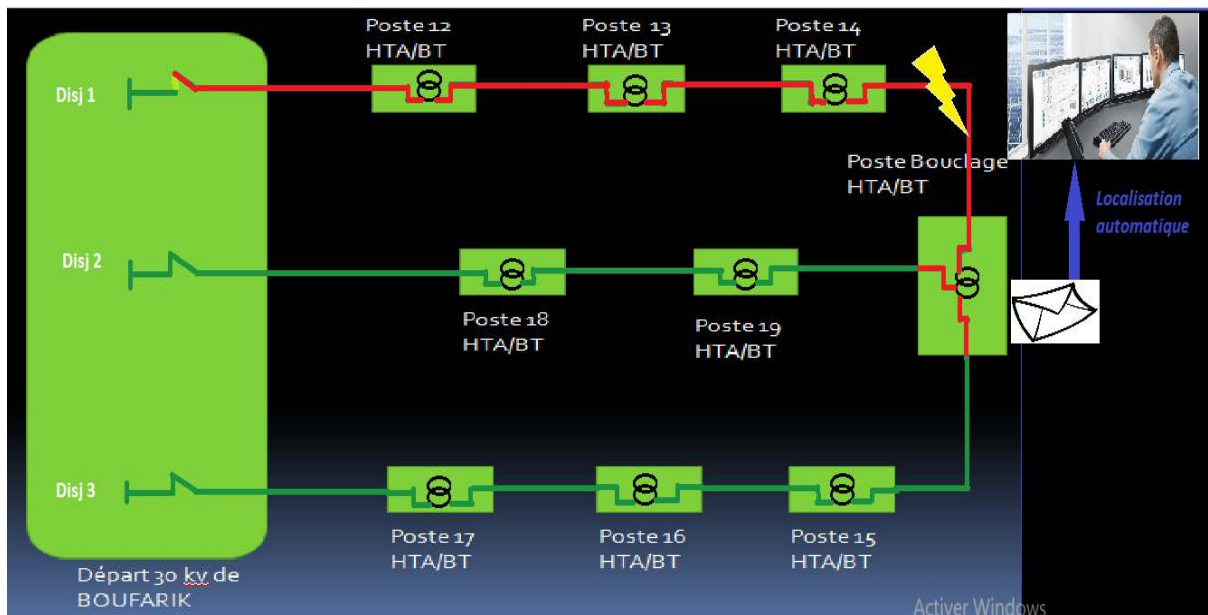 Poste 12
HTA/BT
Poste 13
HTA/BT
Poste 14
HTA/BT
Disj 1
Poste Bouclage
HTA/BT
Localisation
automatique
Disj 2
Poste 18
HTA/BT
Poste 19
HTA/BT
Disj 3
Poste 17
HTA/BT
Poste 16
HTA/BT
Poste 15
HTA/BT
Départ 30 kv de
BOUFARIK
Activer Windows